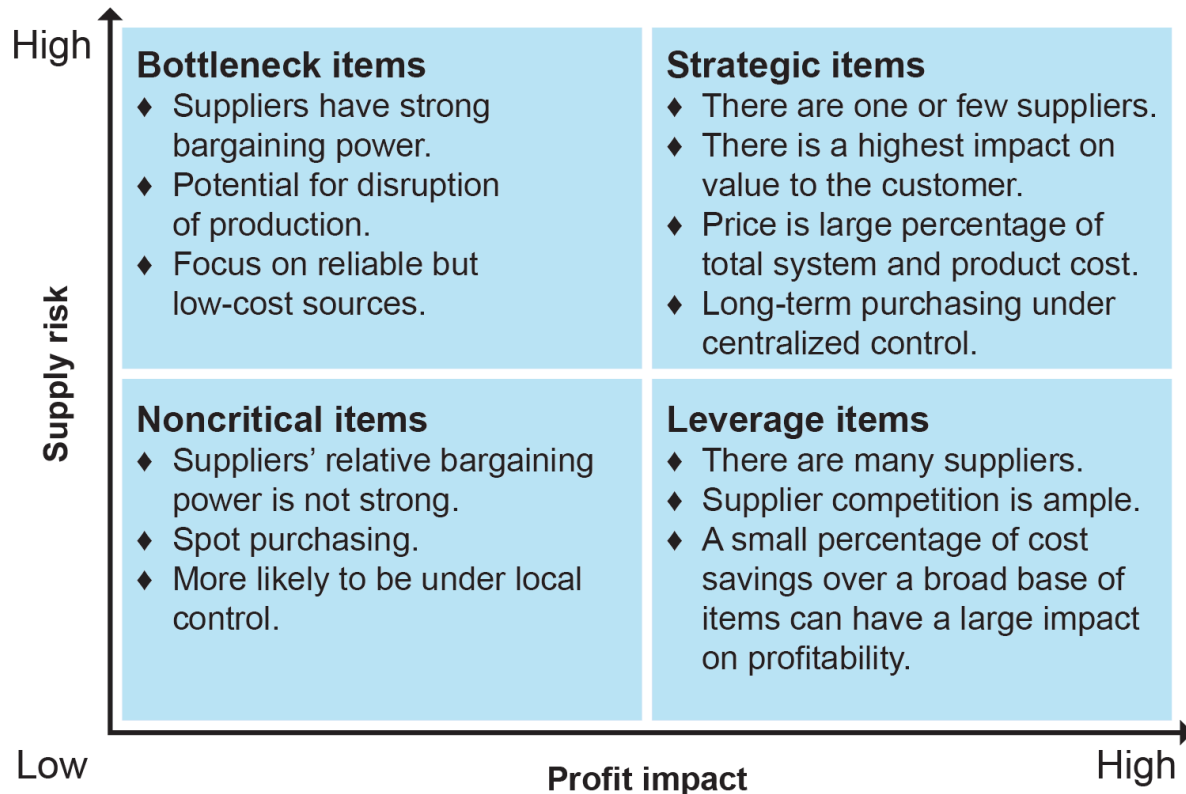 High
Bottleneck items
♦ Suppliers have strong
bargaining power.
♦ Potential for disruption
of production.
♦ Focus on reliable but
low-cost sources.
Strategic items
♦ There are one or few suppliers.
♦ There is a highest impact on
value to the customer.
♦ Price is large percentage of
total system and product cost.
♦ Long-term purchasing under
centralized control.
Supply risk
Noncritical items
♦ Suppliers’ relative bargaining
power is not strong.
♦ Spot purchasing.
♦ More likely to be under local
control.
Leverage items
♦ There are many suppliers.
♦ Supplier competition is ample.
♦ A small percentage of cost
savings over a broad base of
items can have a large impact
on profitability.
Low
Profit impact
High